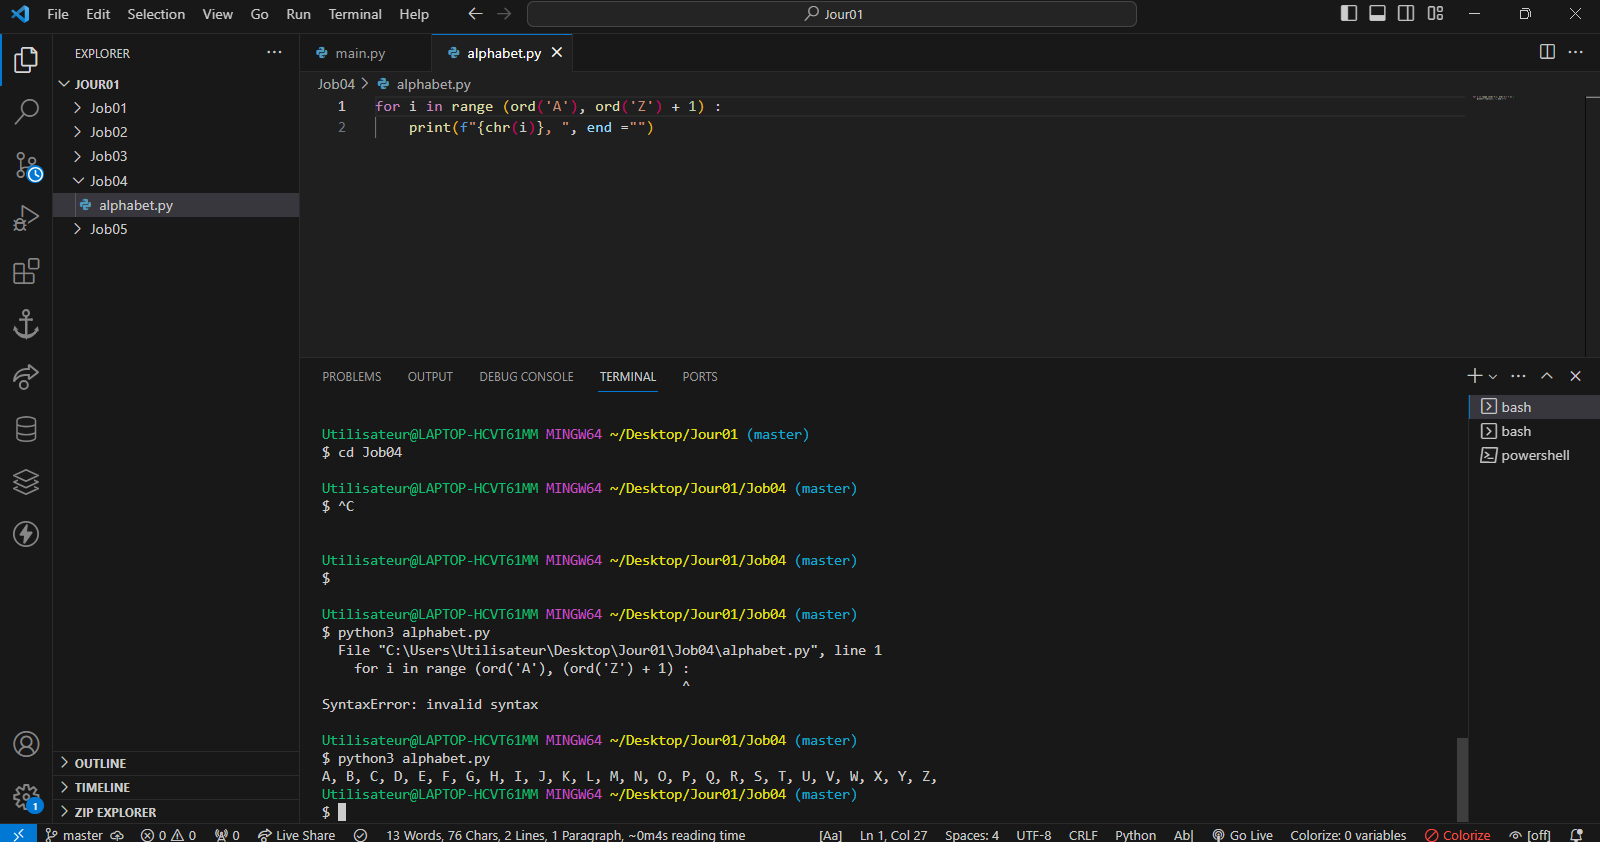 File Edit Selection View Go Run Terminal Help Jour01
EXPLORER
JOUR01
Job01
Job02
Job03
Job04
alphabet.py
Job05
OUTLINE
TIMELINE
ZIP EXPLORER
main.py alphabet.py
Job04 > alphabet.py
1 for i in range (ord('A'), ord('Z') + 1) :
2 print(f"{chr(i)}, ", end ="")
PROBLEMS OUTPUT DEBUG CONSOLE TERMINAL PORTS
Utilisateur@LAPTOP-HCVT61MM MINGW64 ~/Desktop/Jour01 (master)
$ cd Job04
Utilisateur@LAPTOP-HCVT61MM MINGW64 ~/Desktop/Jour01/Job04 (master)
$ ^C
Utilisateur@LAPTOP-HCVT61MM MINGW64 ~/Desktop/Jour01/Job04 (master)
$
Utilisateur@LAPTOP-HCVT61MM MINGW64 ~/Desktop/Jour01/Job04 (master)
$ python3 alphabet.py
File "C:\Users\Utilisateur\Desktop\Jour01\Job04\alphabet.py", line 1
for i in range (ord('A'), (ord('Z') + 1) :
^
SyntaxError: invalid syntax
Utilisateur@LAPTOP-HCVT61MM MINGW64 ~/Desktop/Jour01/Job04 (master)
$ python3 alphabet.py
A, B, C, D, E, F, G, H, I, J, K, L, M, N, O, P, Q, R, S, T, U, V, W, X, Y, Z,
Utilisateur@LAPTOP-HCVT61MM MINGW64 ~/Desktop/Jour01/Job04 (master)
$
bash
bash
powershell
1
master 0 0 0 Live Share 13 Words, 76 Chars, 2 Lines, 1 Paragraph, ~0m4s reading time [Aa] Ln 1, Col 27 Spaces: 4 UTF-8 CRLF Python Ab| Go Live Colorize: 0 variables Colorize [off]